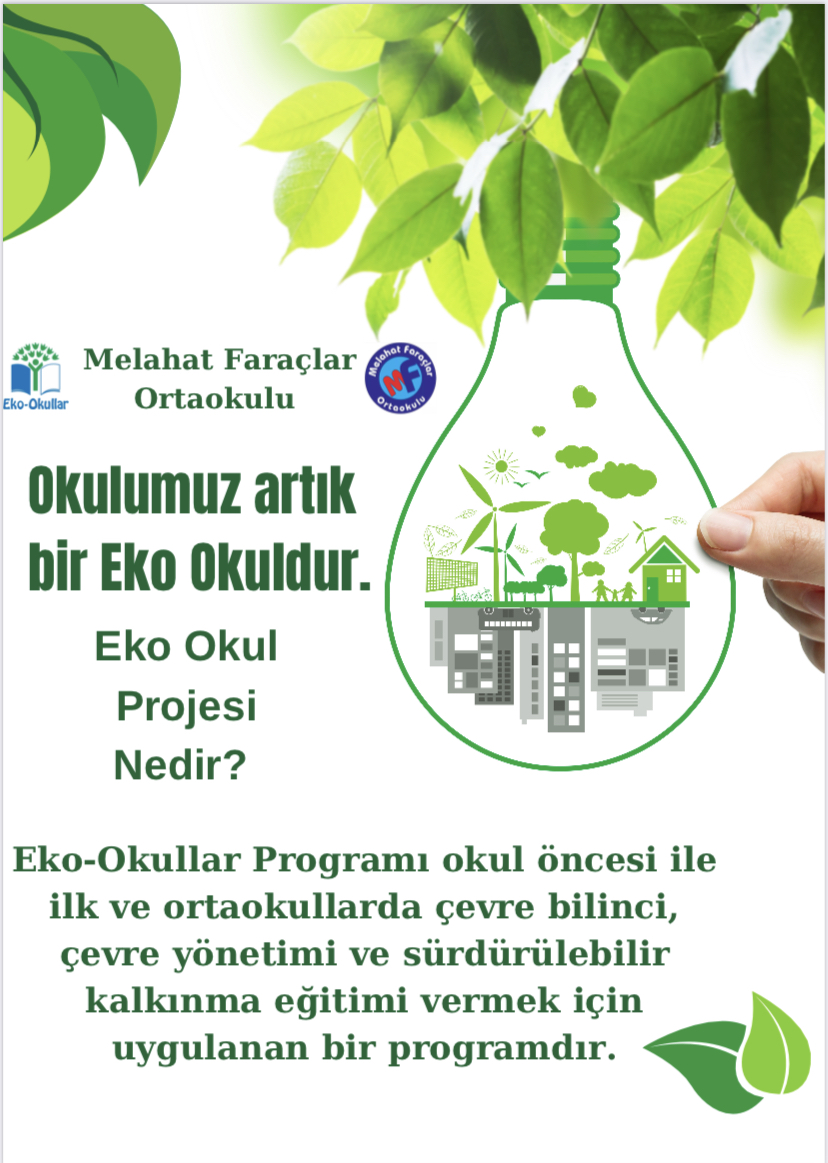 Eko-Okullar
Melahat Faraçlar
Ortaokulu
Melahat Faraçlar
MF
Ortaokulu
Okulumuz artık
bir Eko Okuldur.
Eko Okul
Projesi
Nedir?
Eko-Okullar Programı okul öncesi ile
ilk ve ortaokullarda çevre bilinci,
çevre yönetimi ve sürdürülebilir
kalkınma eğitimi vermek için
uygulanan bir programdır.